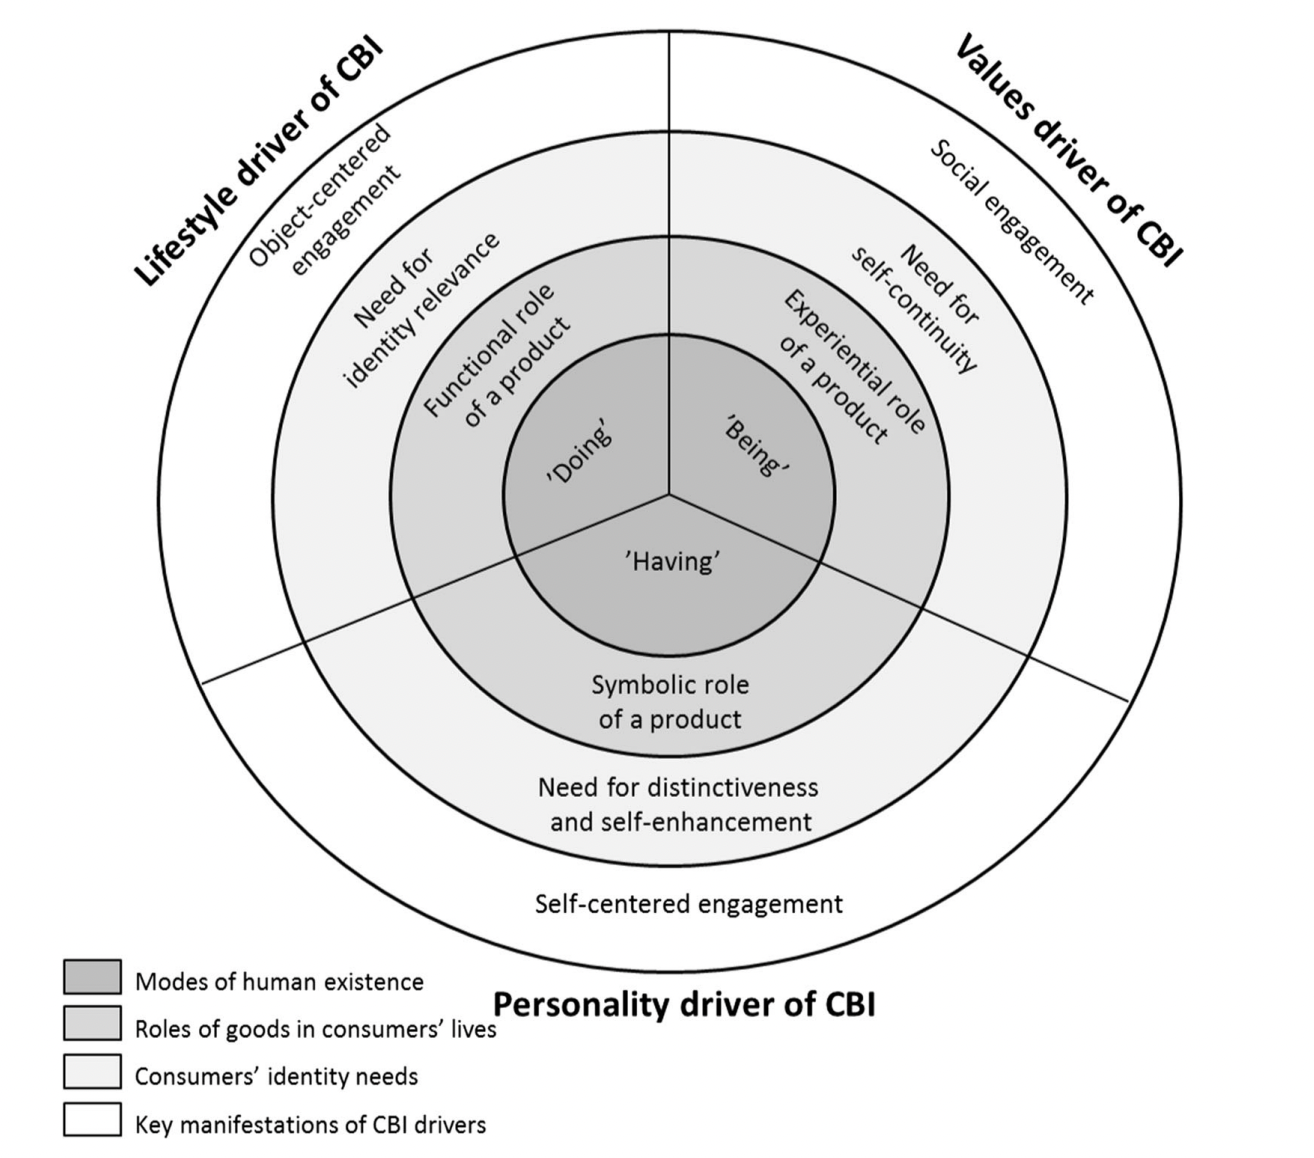 Lifestyle driver of CBI
Object-centered
engagement
Need for
identity relevance
Functional role
of a product
’Doing’
Values driver of CBI
Social engagement
Need for
self-continuity
Experiential role
of a product
’Being’
’Having’
Symbolic role
of a product
Need for distinctiveness
and self-enhancement
Self-centered engagement
Personality driver of CBI
Modes of human existence
Roles of goods in consumers’ lives
Consumers’ identity needs
Key manifestations of CBI drivers